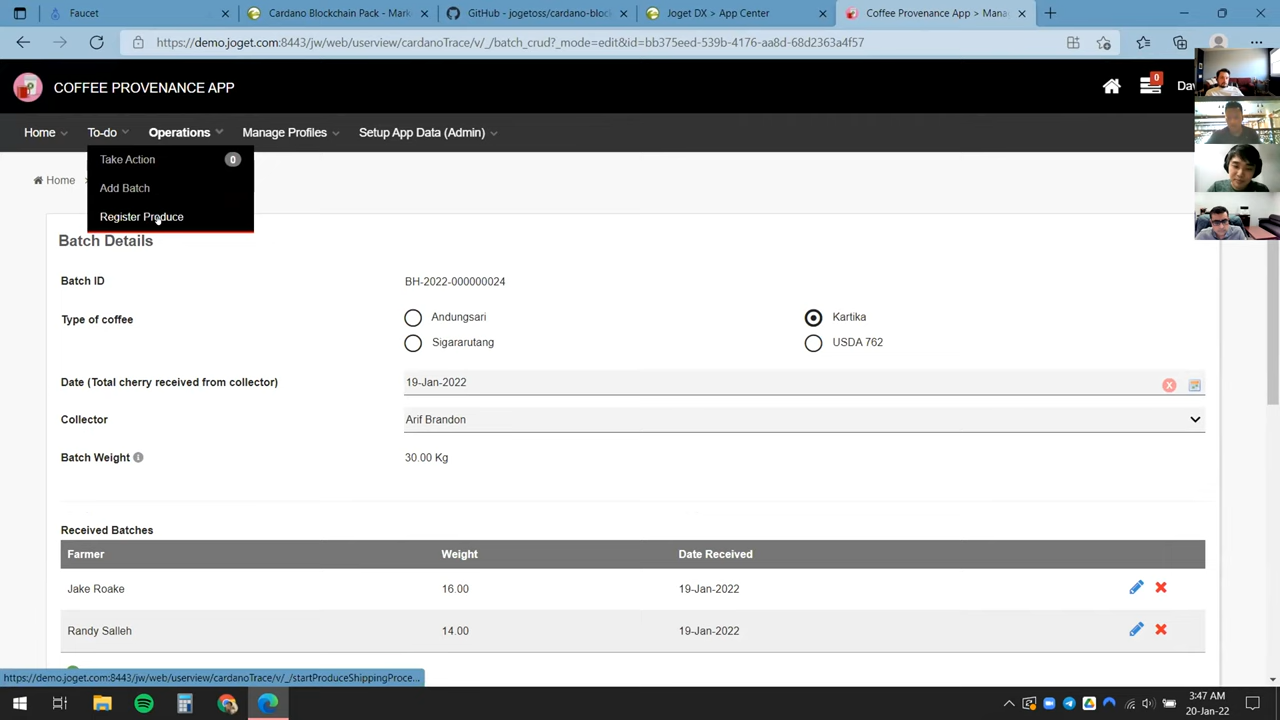 Faucet
Cardano Blockchain Pack - Mark
GitHub - jogetoss/cardano-bloc
Joget DX > App Center
Coffee Provenance App > Mana
https://demo.joget.com:8443/jw/web/userview/cardanoTrace/v/_/batch_crud?_mode=edit&id=bb375eed-539b-4176-aa8d-68d2363a4f57
COFFEE PROVENANCE APP
0
Dav
Home
To-do
Operations
Manage Profiles
Setup App Data (Admin)
Take Action 0
Add Batch
Register Produce
Home
Batch Details
Batch ID
BH-2022-000000024
Type of coffee
Andungsari
Kartika
Sigararutang
USDA 762
Date (Total cherry received from collector)
19-Jan-2022
Collector
Arif Brandon
Batch Weight
30.00 Kg
Received Batches
Farmer Weight Date Received
Jake Roake 16.00 19-Jan-2022
Randy Salleh 14.00 19-Jan-2022
https://demo.joget.com:8443/jw/web/userview/cardanoTrace/v/_/startProduceShippingProce...
3:47 AM
20-Jan-22